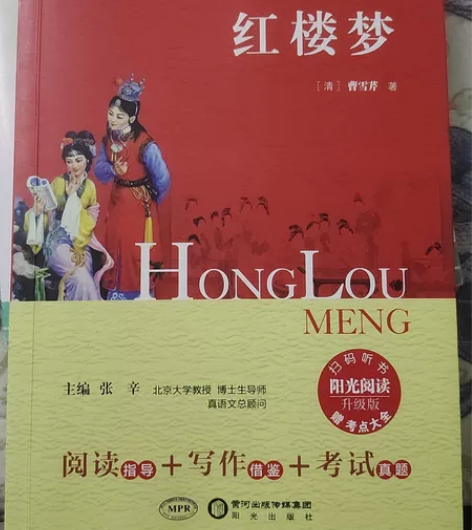 红楼梦
[清] 曹雪芹 著
HONGLOU
MENG
主编 张 辛 北京大学教授 博士生导师
真语文总顾问
扫码听书
阳光阅读
升级版
赠考点大全
阅读指导+写作借鉴+考试真题
MPR
黄河出版传媒集团
阳光出版社